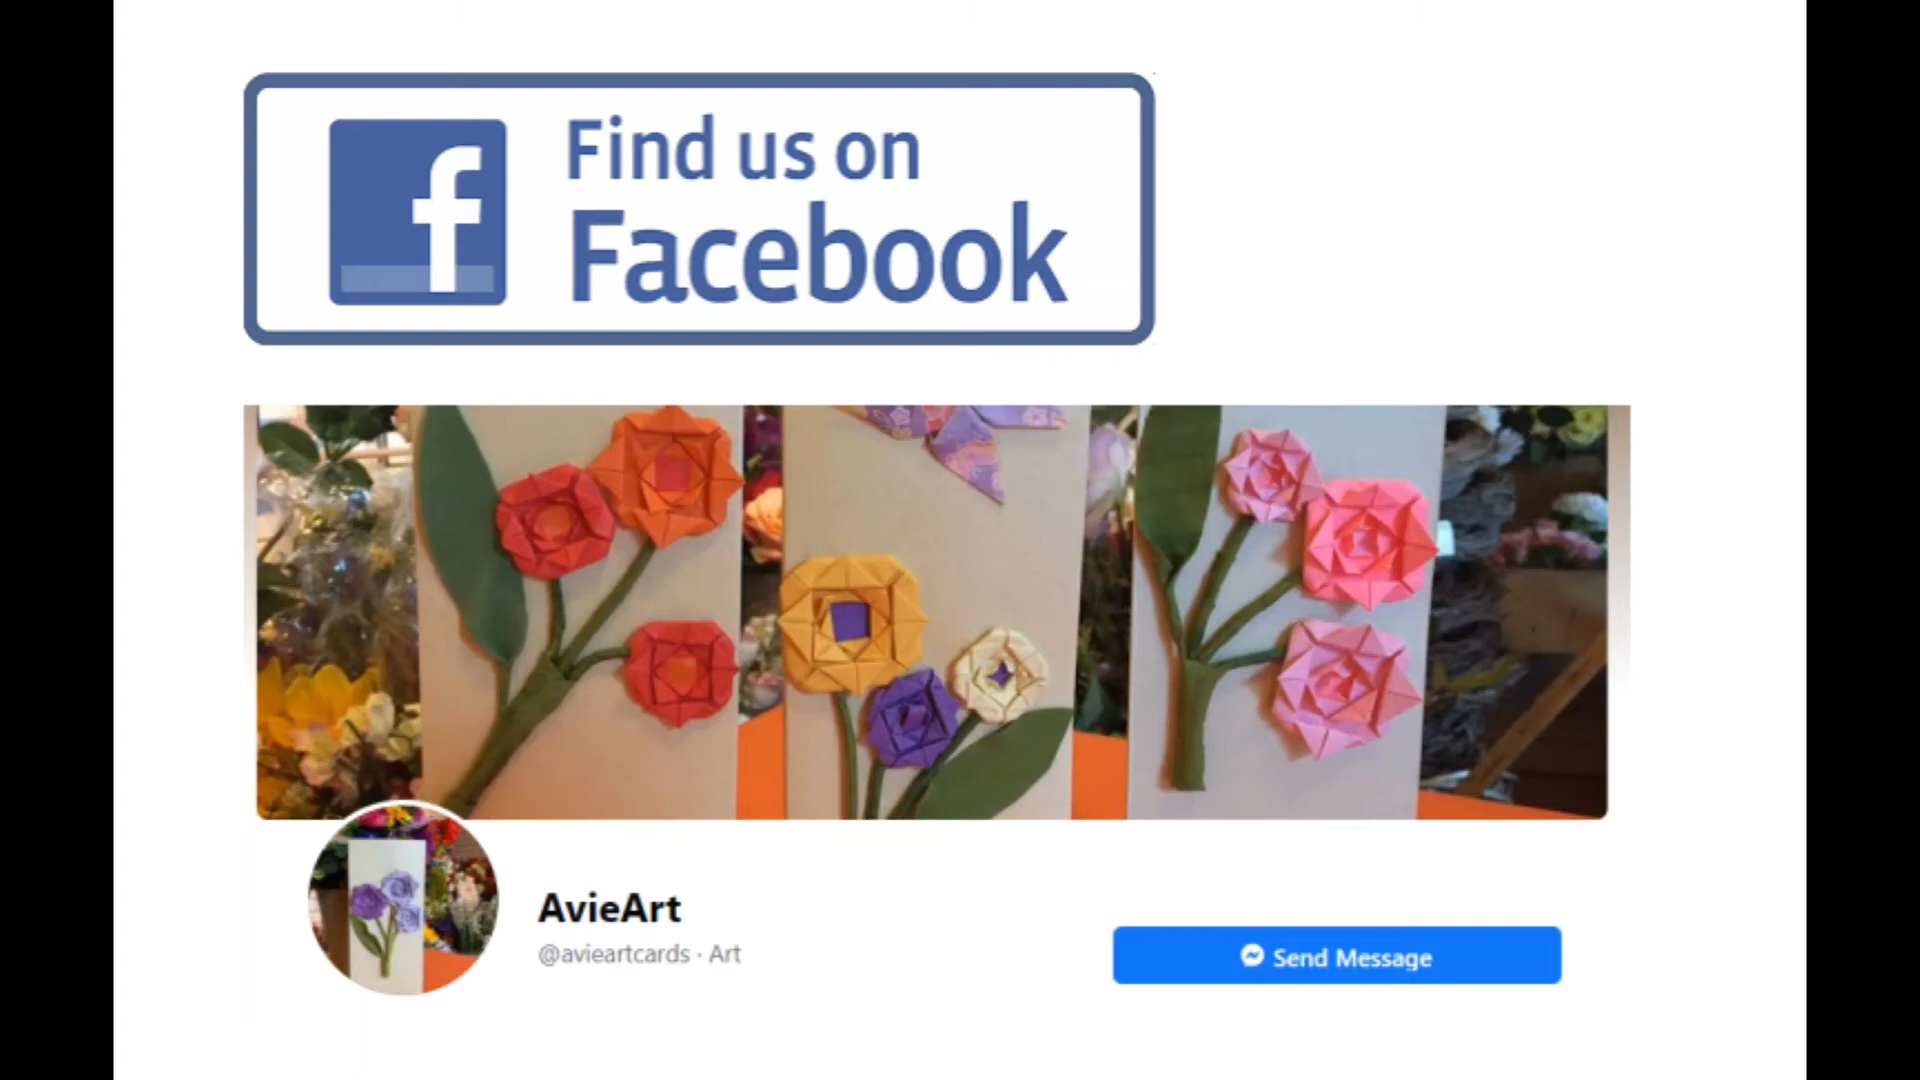 f
Find us on
Facebook
AvieArt
@avieartcards · Art
Send Message